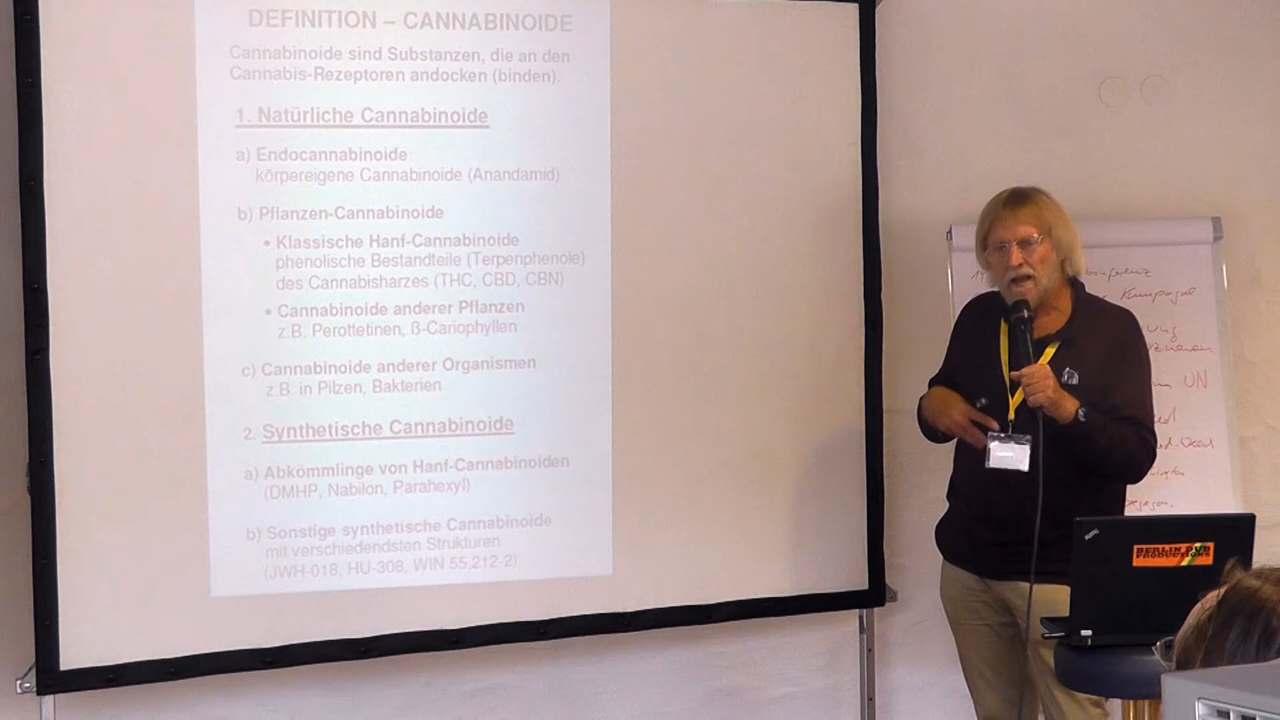 DEFINITION – CANNABINOIDE
Cannabinoide sind Substanzen, die an den
Cannabis-Rezeptoren andocken (binden).
1. Natürliche Cannabinoide
a) Endocannabinoide
körpereigene Cannabinoide (Anandamid)
b) Pflanzen-Cannabinoide
• Klassische Hanf-Cannabinoide
phenolische Bestandteile (Terpenphenole)
des Cannabisharzes (THC, CBD, CBN)
• Cannabinoide anderer Pflanzen
z.B. Perottetinen, ß-Cariophyllen
c) Cannabinoide anderer Organismen
z.B. in Pilzen, Bakterien
2. Synthetische Cannabinoide
a) Abkömmlinge von Hanf-Cannabinoiden
(DMHP, Nabilon, Parahexyl)
b) Sonstige synthetische Cannabinoide
mit verschiedendsten Strukturen
(JWH-018, HU-308, WIN 55,212-2)
UN
BERLIN DVB
PRODUCTIONS